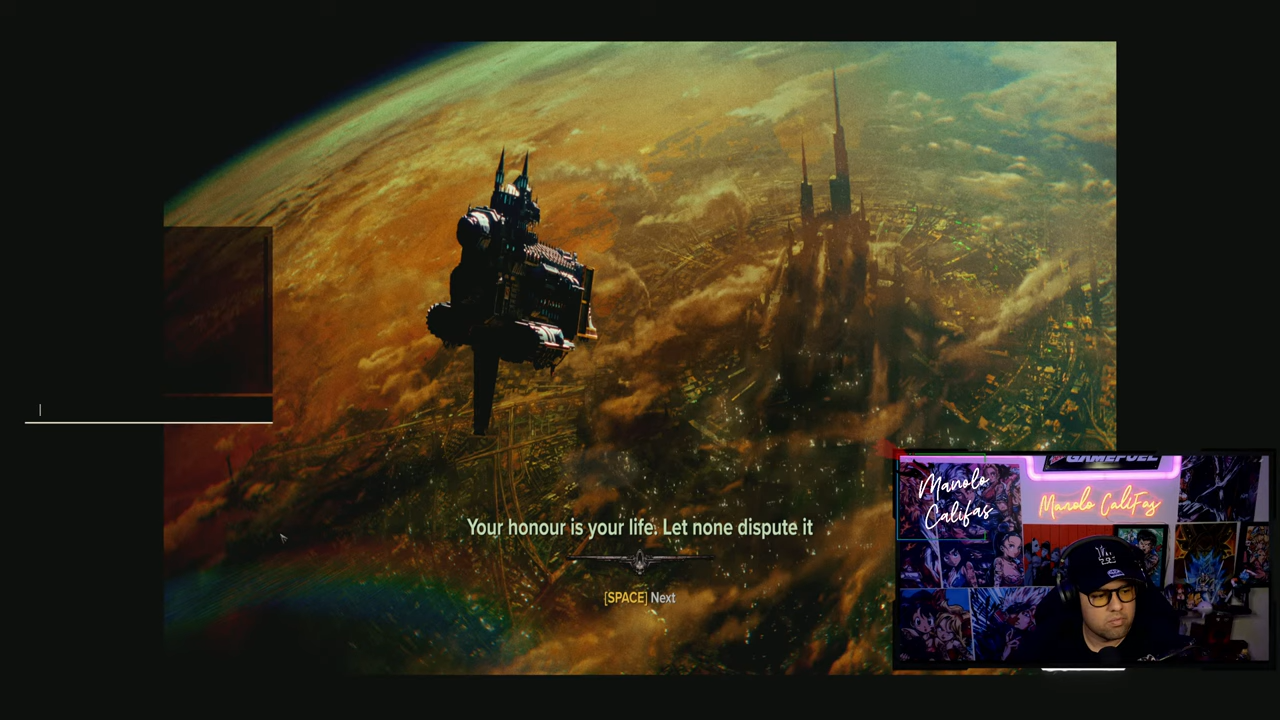 GAMEFUEL
Manolo
Califas
Manolo CaliFas
Your honour is your life. Let none dispute it
[SPACE] Next